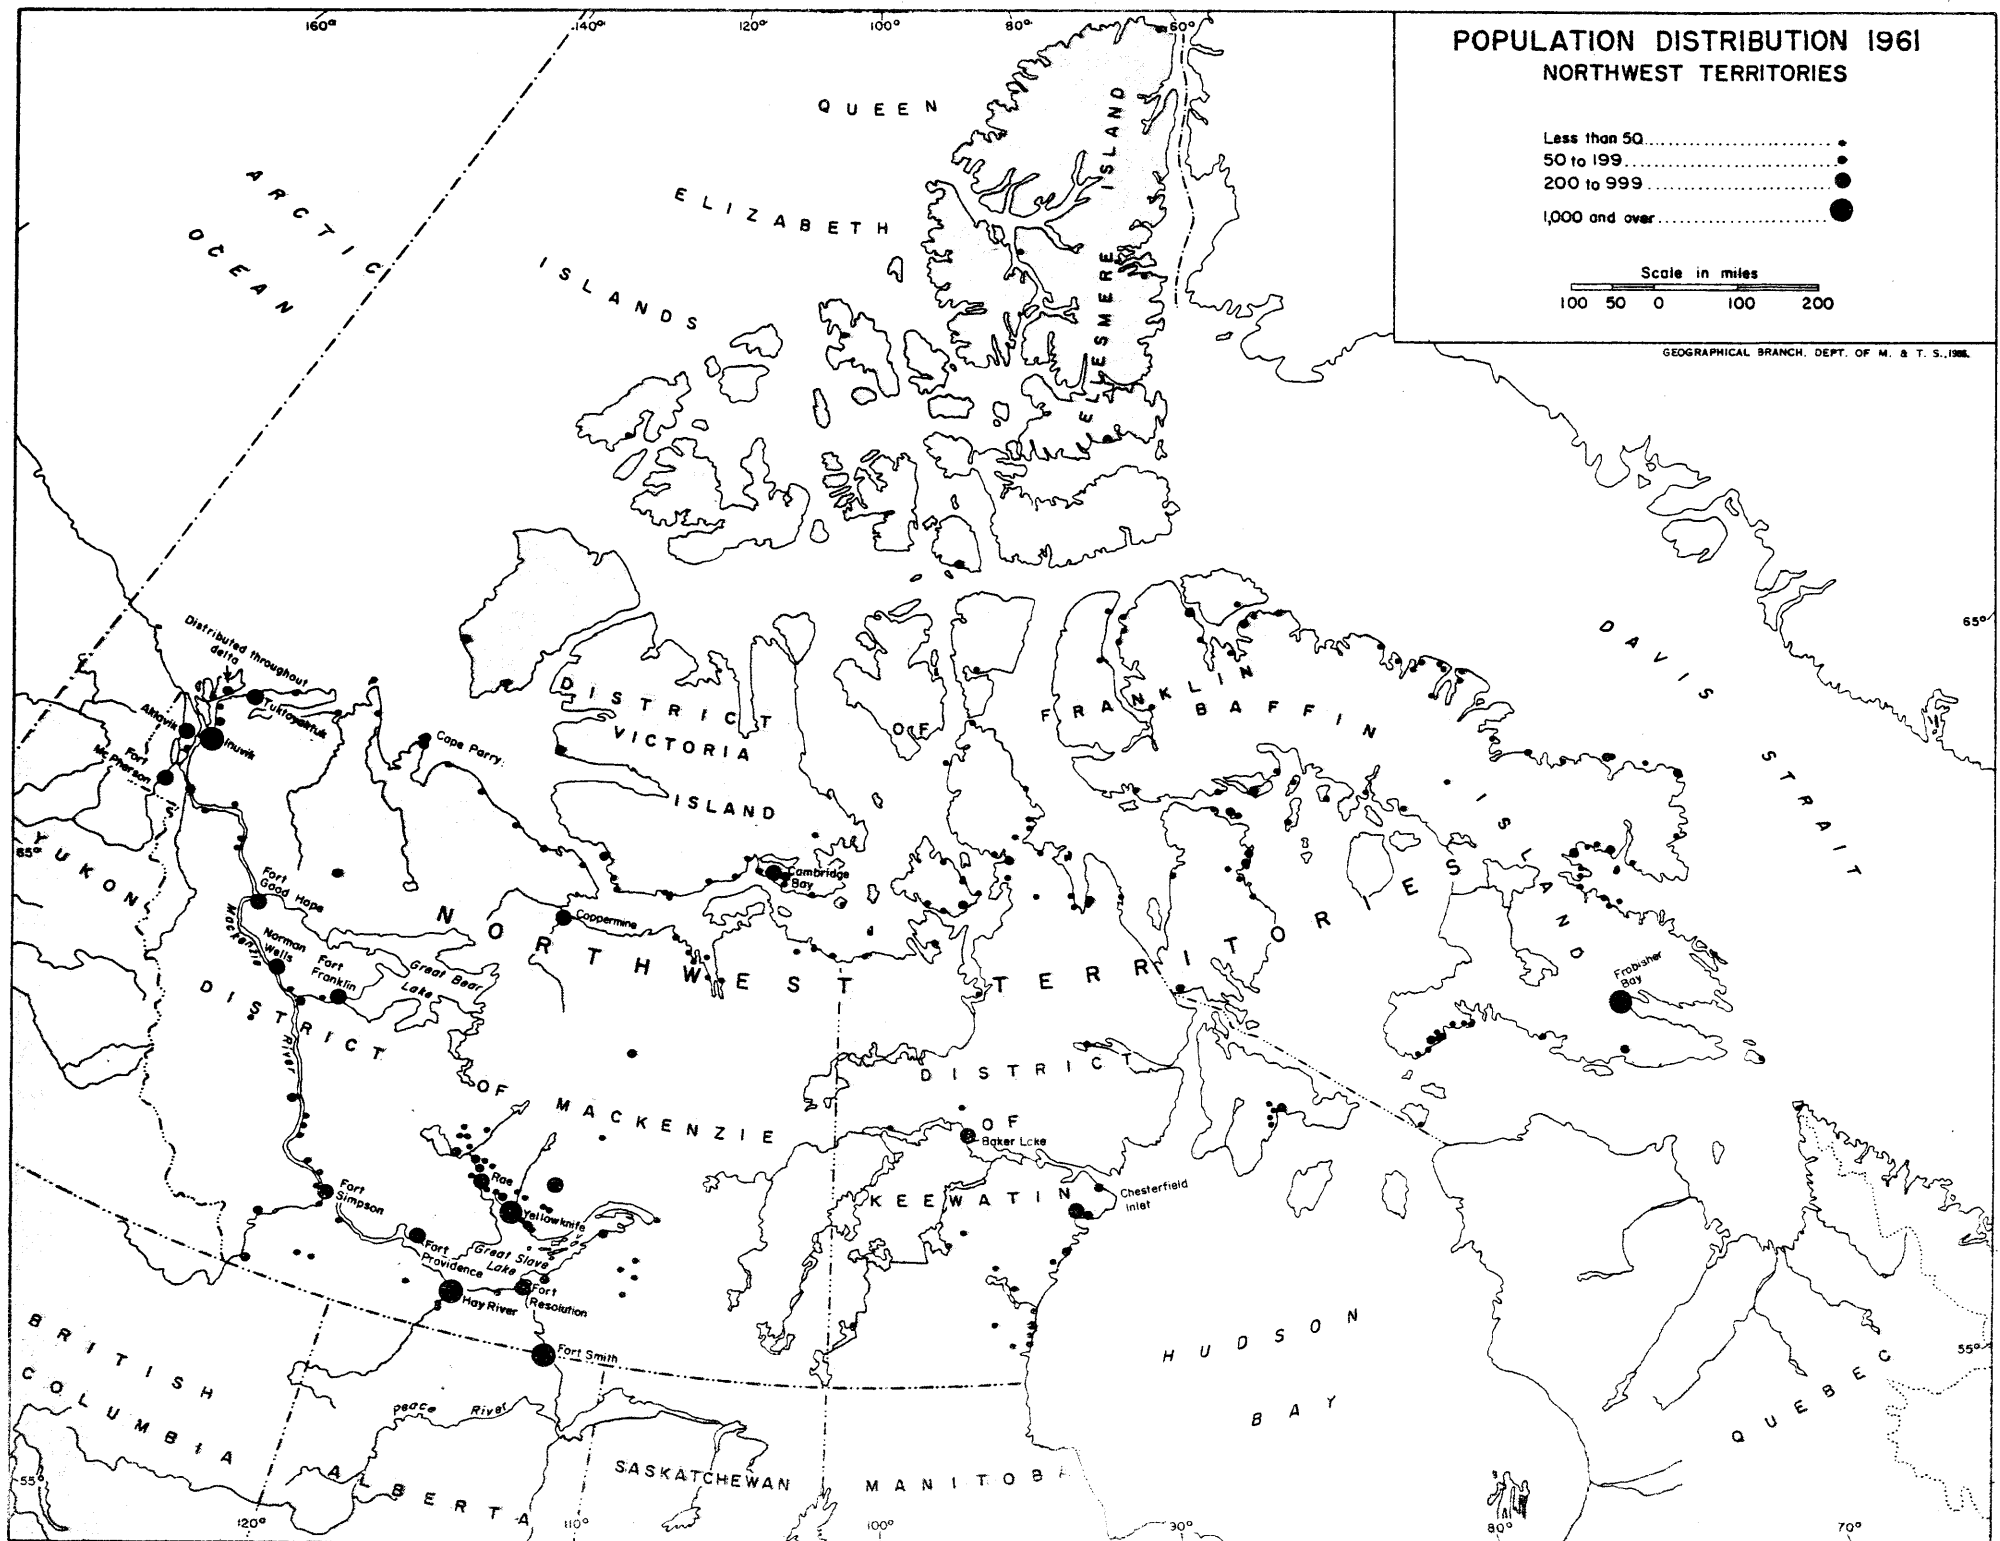 160°
140°
120°
100°
80°
60°
POPULATION DISTRIBUTION 1961
NORTHWEST TERRITORIES
Less than 50
50 to 199
200 to 999
1,000 and over
Scale in miles
100 50 0 100 200
GEOGRAPHICAL BRANCH, DEPT. OF M. & T. S.,
QUEEN
ELIZABETH
ISLANDS
ARCTIC
OCEAN
ELLESMERE ISLAND
65°
DAVIS STRAIT
Distributed throughout
delta
Tuktoyaktuk
Aklavik
Inuvik
Fort
McPherson
Cape Parry
DISTRICT
OF
FRANKLIN
VICTORIA
ISLAND
BAFFIN
ISLAND
65°
YUKON
Fort
Good Hope
Cambridge
Bay
Coppermine
Mackenzie
River
Norman
Wells
Fort
Franklin
Great Bear
Lake
NORTHWEST TERRITORIES
Frobisher
Bay
DISTRICT
OF
MACKENZIE
DISTRICT
OF
KEEWATIN
Baker Lake
Chesterfield
Inlet
Fort
Simpson
Rae
Yellowknife
Great Slave
Lake
Fort
Providence
Hay River
Fort
Resolution
Fort Smith
HUDSON
BAY
BRITISH
COLUMBIA
Peace River
ALBERTA
SASKATCHEWAN
MANITOBA
QUEBEC
55°
55°
120°
110°
100°
90°
80°
70°